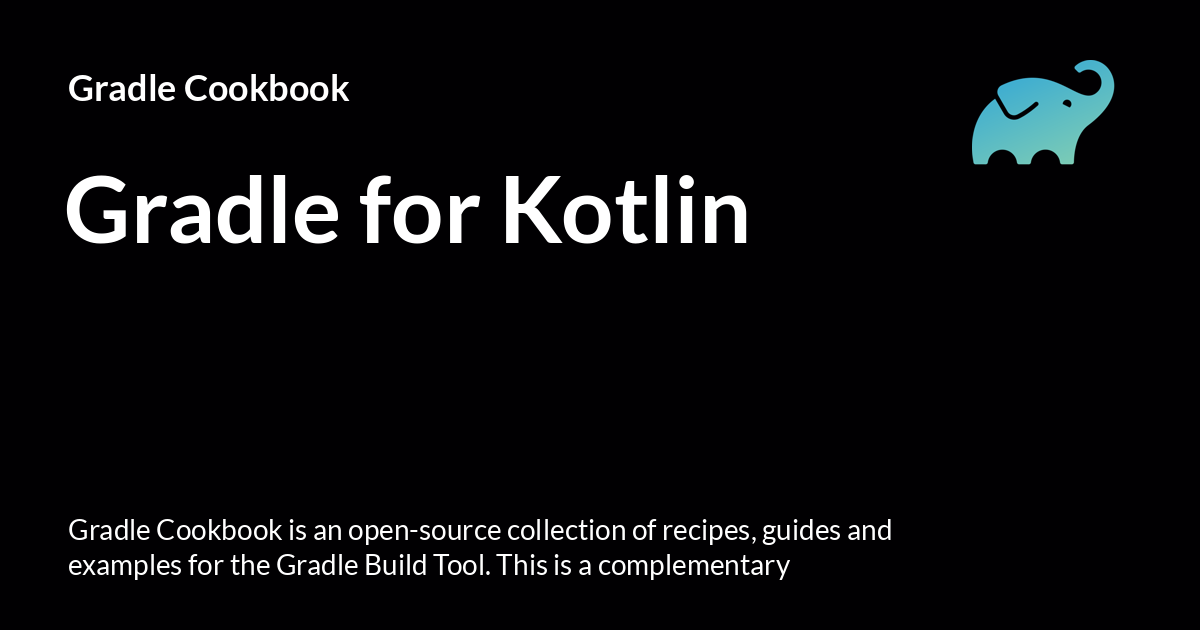 Gradle Cookbook
Gradle for Kotlin
Gradle Cookbook is an open-source collection of recipes, guides and
examples for the Gradle Build Tool. This is a complementary